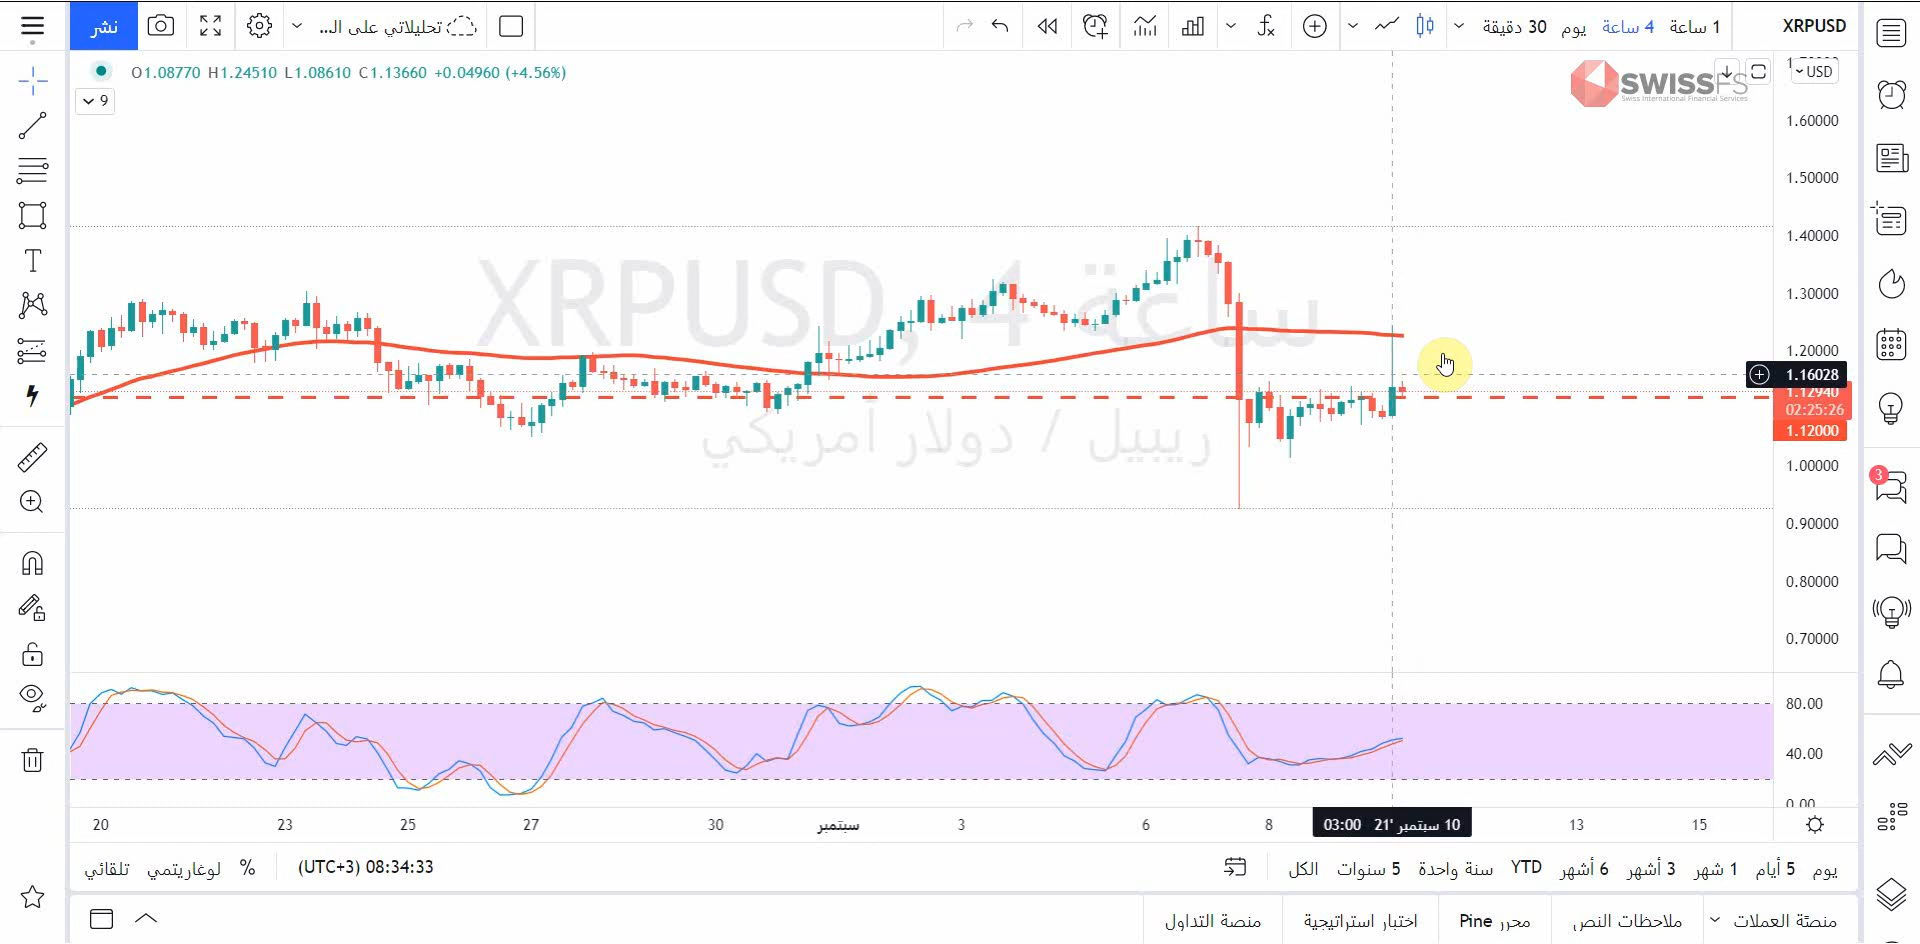 نشر
تحليلاتي على الـ...
30 دقيقة
يوم
4 ساعة
1 ساعة
XRPUSD
O1.08770 H1.24510 L1.08610 C1.13660 +0.04960 (+4.56%)
9
SWISSFS
Swiss International Financial Services
USD
1.60000
1.50000
1.40000
1.30000
1.20000
1.16028
1.12940
02:25:26
1.12000
1.00000
0.90000
0.80000
0.70000
XRPUSD, 4 ساعة
ريبيل / دولار أمريكي
3
80.00
40.00
0.00
20
23
25
27
30
سبتمبر
3
6
8
10 سبتمبر '21 03:00
13
15
تلقائي
لوغاريتمي
%
08:34:33 (UTC+3)
الكل
5 سنوات
سنة واحدة
YTD
6 أشهر
3 أشهر
1 شهر
5 أيام
يوم
منصة التداول
اختبار استراتيجية
محرر Pine
ملاحظات النص
منصئة العملات